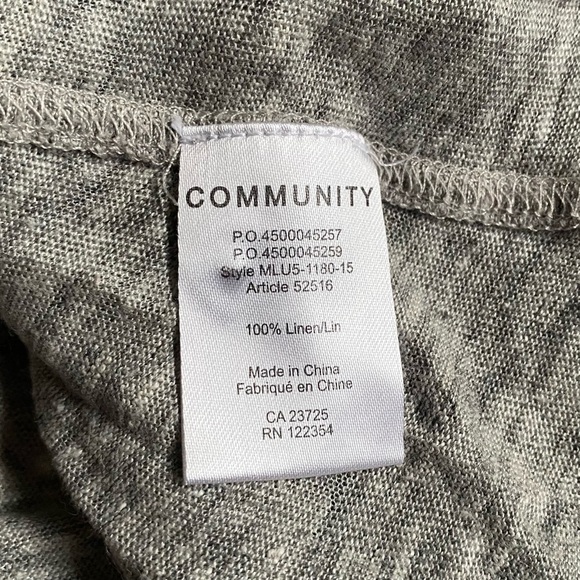 COMMUNITY
P.O.4500045257
P.O.4500045259
Style MLU5-1180-15
Article 52516
100% Linen/Lin
Made in China
Fabriqué en Chine
CA 23725
RN 122354